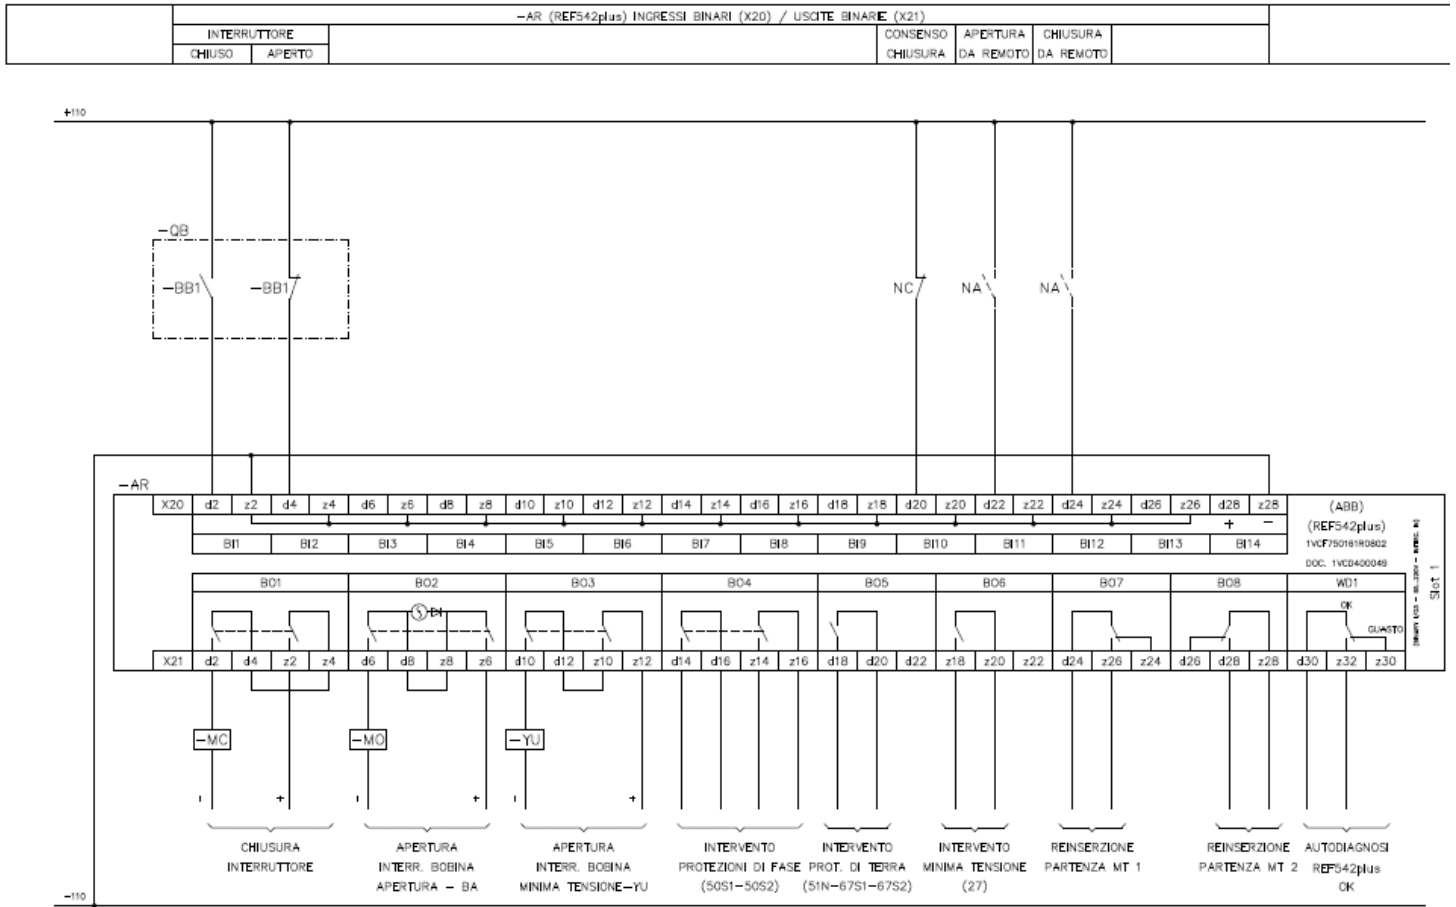 -AR (REF542plus) INGRESSI BINARI (X20) / USCITE BINARIE (X21)
INTERRUTTORE CONSENSO APERTURA CHIUSURA
CHIUSO APERTO CHIUSURA DA REMOTO DA REMOTO
+110
-QB
-BB1 -BB1 NC NA NA
-AR
X20 d2 z2 d4 z4 d6 z6 d8 z8 d10 z10 d12 z12 d14 z14 d16 z16 d18 z18 d20 z20 d22 z22 d24 z24 d26 z26 d28 z28 (ABB)
+ - (REF542plus)
BI1 BI2 BI3 BI4 BI5 BI6 BI7 BI8 BI9 BI10 BI11 BI12 BI13 BI14 1VCF750161R0802
DOC. 1VCD400049
BO1 BO2 BO3 BO4 BO5 BO6 BO7 BO8 WD1
Slot 1
OK
GUASTO
X21 d2 d4 z2 z4 d6 d8 z8 z6 d10 d12 z10 z12 d14 d16 z14 z16 d18 d20 d22 z18 z20 z22 d24 z26 z24 d26 d28 z28 d30 z32 z30
-MC -MO -YU
- + - + - +
CHIUSURA APERTURA APERTURA INTERVENTO INTERVENTO INTERVENTO REINSERZIONE REINSERZIONE AUTODIAGNOSI
INTERRUTTORE INTERR. BOBINA INTERR. BOBINA PROTEZIONI DI FASE PROT. DI TERRA MINIMA TENSIONE PARTENZA MT 1 PARTENZA MT 2 REF542plus
APERTURA - BA MINIMA TENSIONE-YU (50S1-50S2) (51N-67S1-67S2) (27) OK
-110